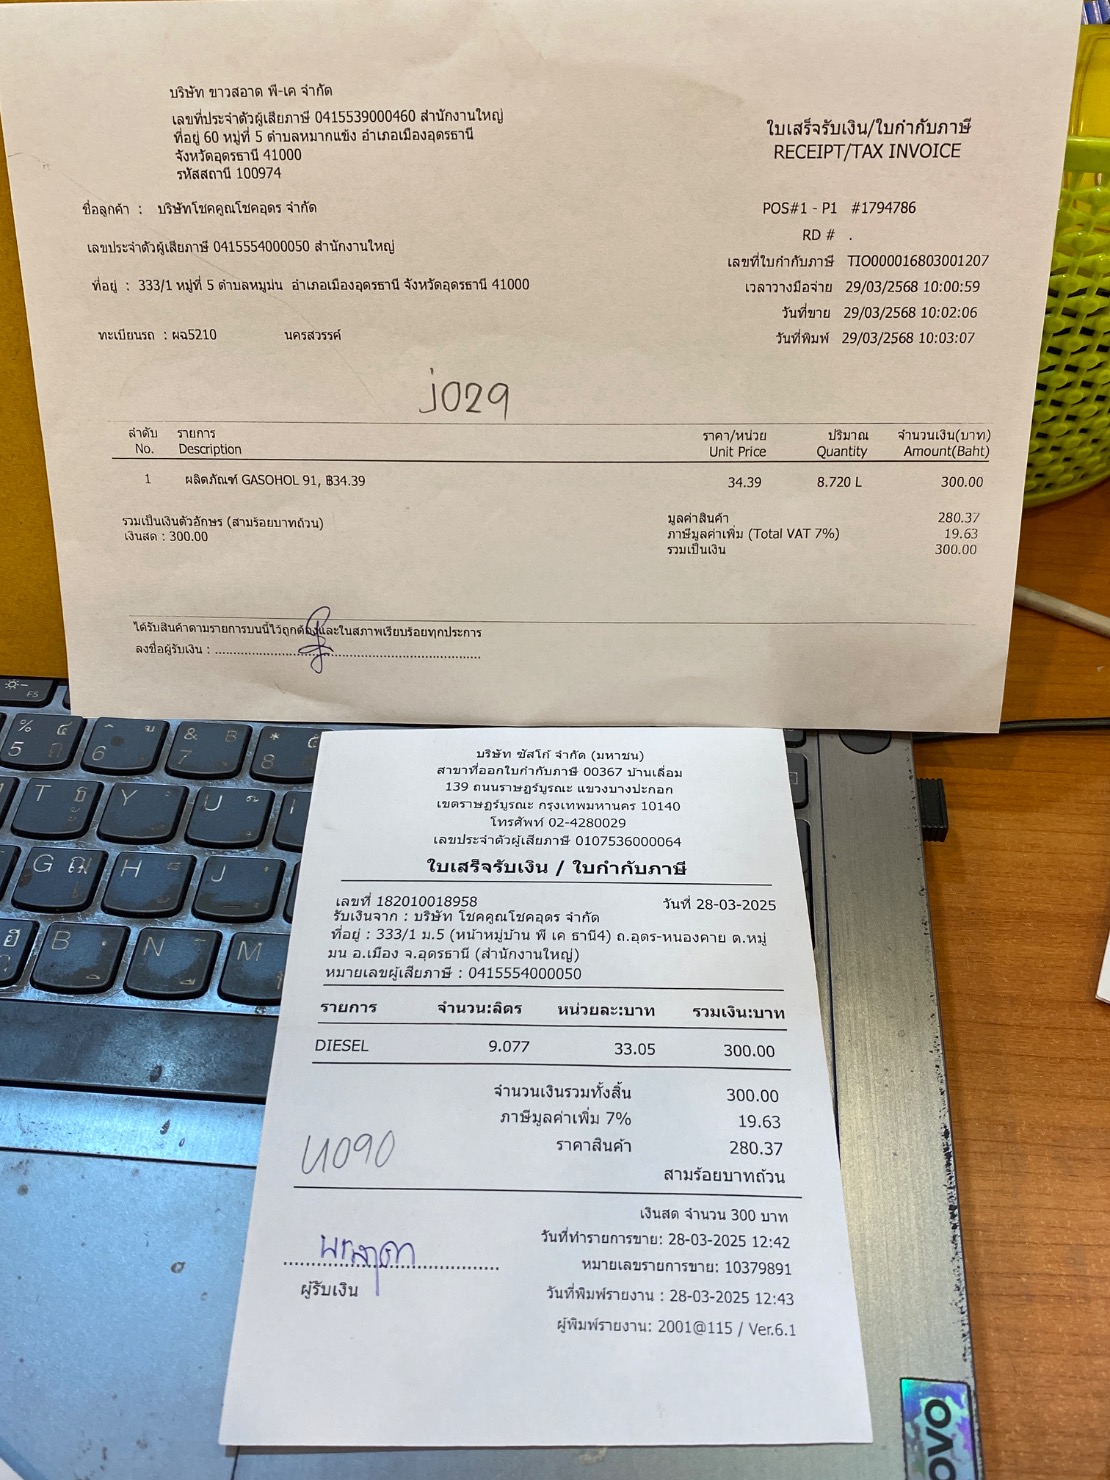 บริษัท ขาวสอาด พี-เค จำกัด
เลขที่ประจำตัวผู้เสียภาษี 0415539000460 สำนักงานใหญ่
ที่อยู่ 60 หมู่ที่ 5 ตำบลหมากแข้ง อำเภอเมืองอุดรธานี
จังหวัดอุดรธานี 41000
รหัสสถานี 100974
ใบเสร็จรับเงิน/ใบกำกับภาษี
RECEIPT/TAX INVOICE
ชื่อลูกค้า : บริษัทโชคคูณโชคอุดร จำกัด
เลขประจำตัวผู้เสียภาษี 0415554000050 สำนักงานใหญ่
ที่อยู่ : 333/1 หมู่ที่ 5 ตำบลหมูม่น อำเภอเมืองอุดรธานี จังหวัดอุดรธานี 41000
ทะเบียนรถ : ผฉ5210 นครสวรรค์
POS#1 - P1 #1794786
RD # .
เลขที่ใบกำกับภาษี TIO000016803001207
เวลาวางมือจ่าย 29/03/2568 10:00:59
วันที่ขาย 29/03/2568 10:02:06
วันที่พิมพ์ 29/03/2568 10:03:07
j029
ลำดับ รายการ ราคา/หน่วย ปริมาณ จำนวนเงิน(บาท)
No. Description Unit Price Quantity Amount(Baht)
1 ผลิตภัณฑ์ GASOHOL 91, ฿34.39 34.39 8.720 L 300.00
รวมเป็นเงินตัวอักษร (สามร้อยบาทถ้วน)
เงินสด : 300.00
มูลค่าสินค้า 280.37
ภาษีมูลค่าเพิ่ม (Total VAT 7%) 19.63
รวมเป็นเงิน 300.00
ได้รับสินค้าตามรายการบนนี้ไว้ถูกต้องและในสภาพเรียบร้อยทุกประการ
ลงชื่อผู้รับเงิน :
บริษัท ซัสโก้ จำกัด (มหาชน)
สาขาที่ออกใบกำกับภาษี 00367 บ้านเลื่อม
139 ถนนราษฎร์บูรณะ แขวงบางปะกอก
เขตราษฎร์บูรณะ กรุงเทพมหานคร 10140
โทรศัพท์ 02-4280029
เลขประจำตัวผู้เสียภาษี 0107536000064
ใบเสร็จรับเงิน / ใบกำกับภาษี
เลขที่ 182010018958 วันที่ 28-03-2025
รับเงินจาก : บริษัท โชคคูณโชคอุดร จำกัด
ที่อยู่ : 333/1 ม.5 (หน้าหมู่บ้าน พี เค ธานี4) ถ.อุดร-หนองคาย ต.หมู่
มน อ.เมือง จ.อุดรธานี (สำนักงานใหญ่)
หมายเลขผู้เสียภาษี : 0415554000050
รายการ จำนวน:ลิตร หน่วยละ:บาท รวมเงิน:บาท
DIESEL 9.077 33.05 300.00
จำนวนเงินรวมทั้งสิ้น 300.00
ภาษีมูลค่าเพิ่ม 7% 19.63
ราคาสินค้า 280.37
สามร้อยบาทถ้วน
u090
เงินสด จำนวน 300 บาท
วันที่ทำรายการขาย: 28-03-2025 12:42
หมายเลขรายการขาย: 10379891
ผู้รับเงิน
วันที่พิมพ์รายงาน : 28-03-2025 12:43
ผู้พิมพ์รายงาน: 2001@115 / Ver.6.1
F5
% 5
^ 6
& 7
* 8
T Y U I
G H J
B N M